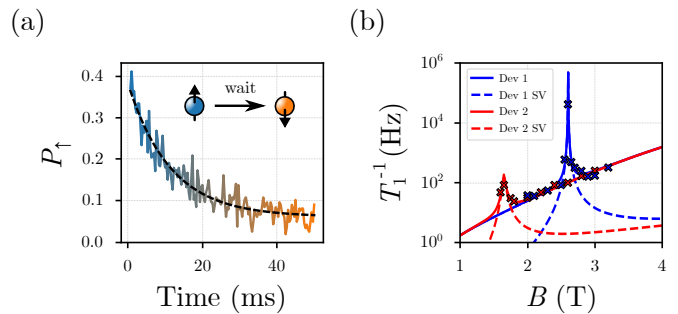 (a)
P↑
0.4
0.3
0.2
0.1
0.0
wait
0
20
40
Time (ms)
(b)
T₁⁻¹ (Hz)
10⁶
10⁴
10²
10⁰
Dev 1
Dev 1 SV
Dev 2
Dev 2 SV
1
2
3
4
B (T)